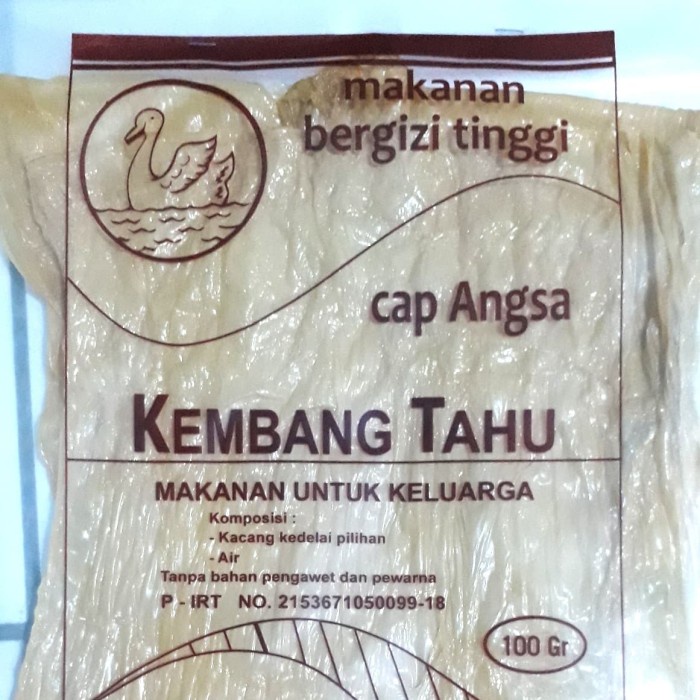 makanan
bergizi tinggi
cap Angsa
KEMBANG TAHU
MAKANAN UNTUK KELUARGA
Komposisi :
- Kacang kedelai pilihan
- Air
Tanpa bahan pengawet dan pewarna
P - IRT NO. 2153671050099-18
100 Gr